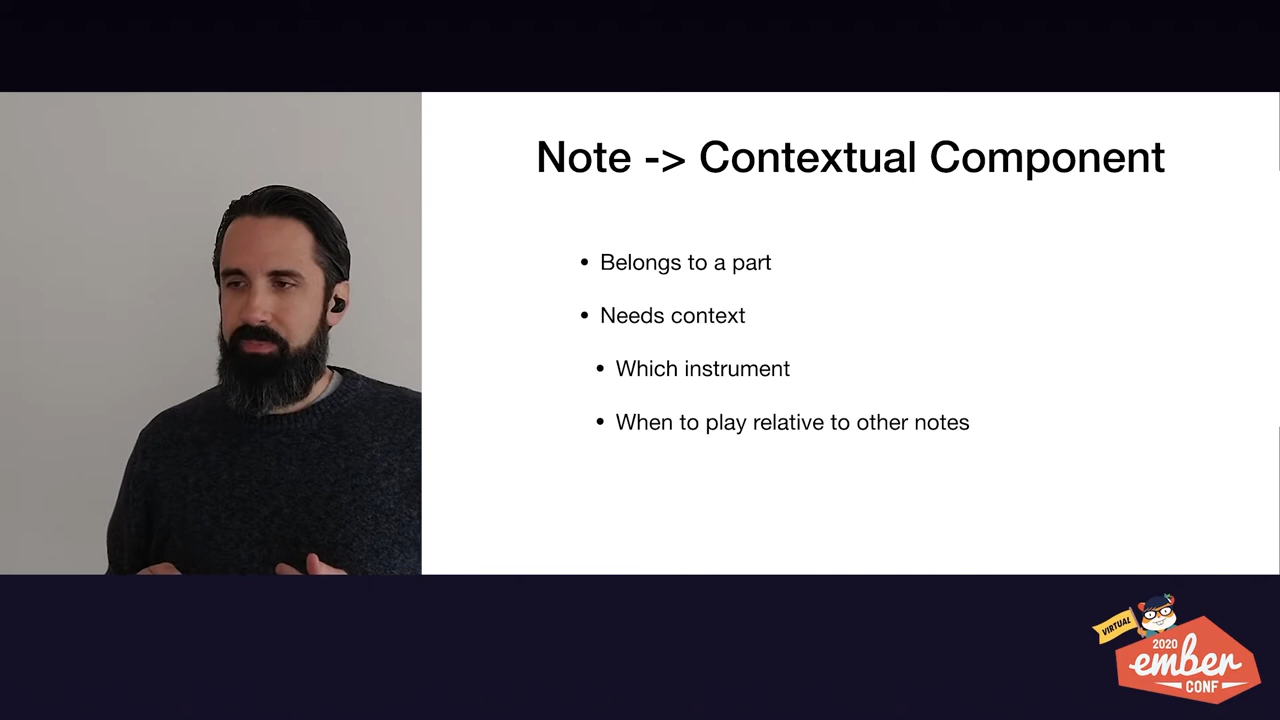 Note -> Contextual Component
• Belongs to a part
• Needs context
• Which instrument
• When to play relative to other notes
VIRTUAL
2020
ember
CONF